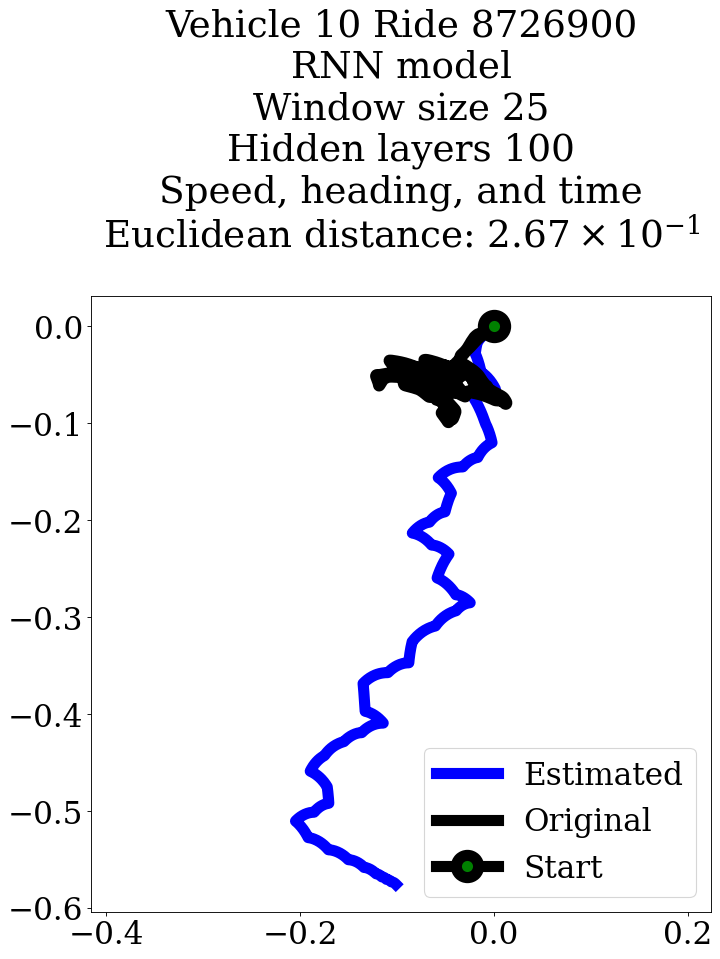 Vehicle 10 Ride 8726900
RNN model
Window size 25
Hidden layers 100
Speed, heading, and time
Euclidean distance: 2.67 × 10⁻¹
0.0
−0.1
−0.2
−0.3
−0.4
−0.5
−0.6
Estimated
Original
Start
−0.4 −0.2 0.0 0.2